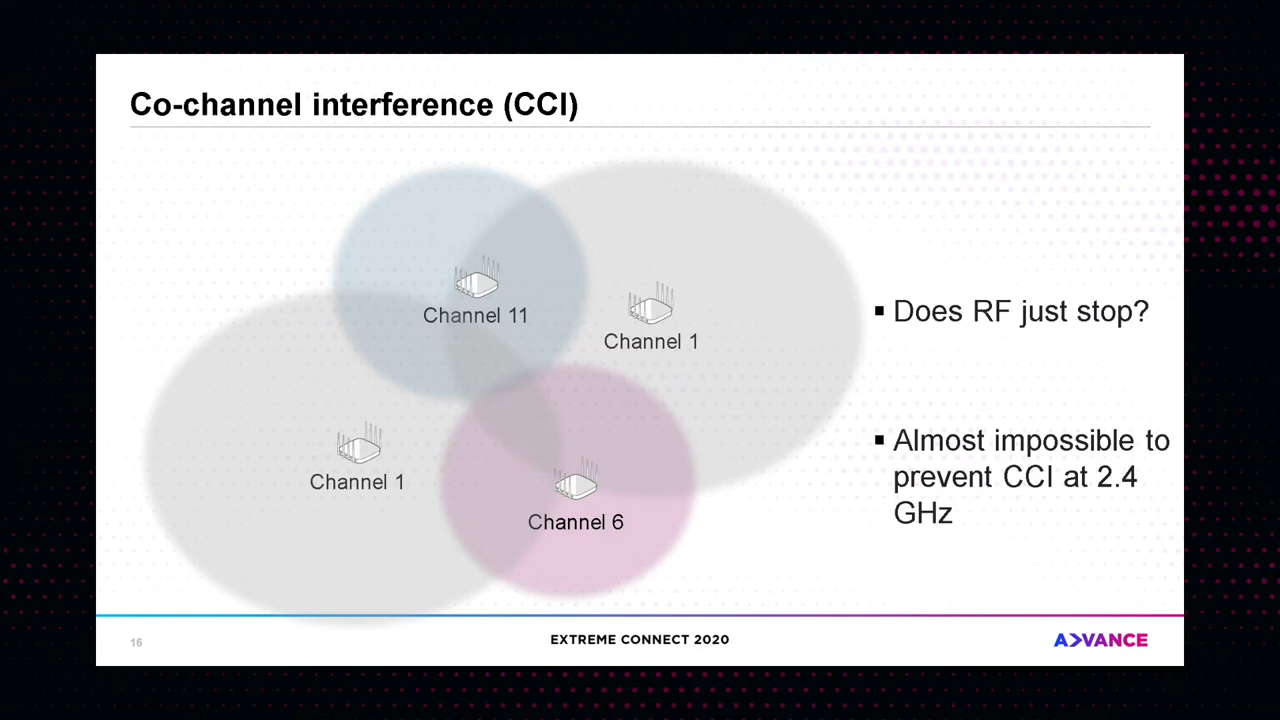 Co-channel interference (CCI)
Channel 11
Channel 1
Channel 1
Channel 6
▪ Does RF just stop?
▪ Almost impossible to
prevent CCI at 2.4
GHz
16
EXTREME CONNECT 2020
ADVANCE